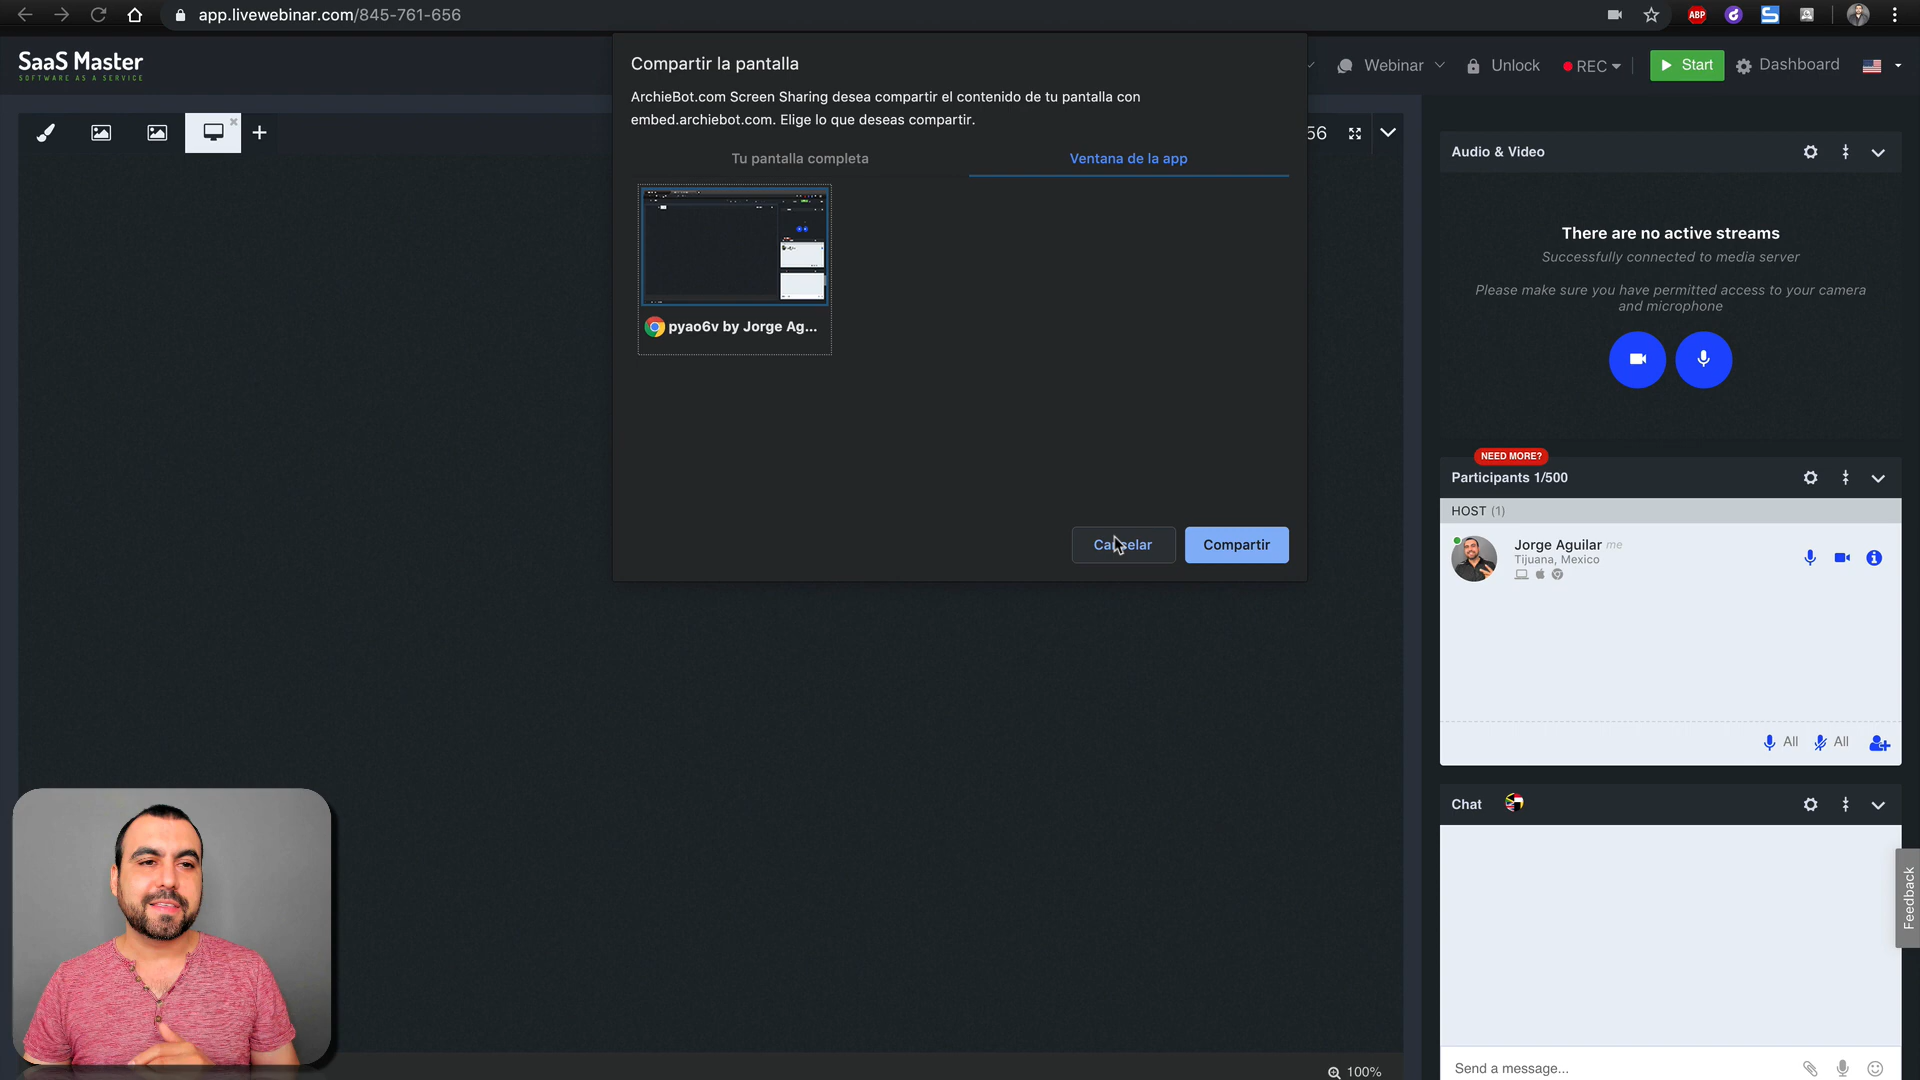 app.livewebinar.com/845-761-656
ABP
SaaS Master
SOFTWARE AS A SERVICE
Compartir la pantalla
ArchieBot.com Screen Sharing desea compartir el contenido de tu pantalla con
embed.archiebot.com. Elige lo que deseas compartir.
Tu pantalla completa
Ventana de la app
pyao6v by Jorge Ag...
Cancelar
Compartir
Webinar
Unlock
REC
Start
Dashboard
56
Audio & Video
There are no active streams
Successfully connected to media server
Please make sure you have permitted access to your camera
and microphone
NEED MORE?
Participants 1/500
HOST (1)
Jorge Aguilar me
Tijuana, Mexico
All
All
Chat
Feedback
Send a message...
100%